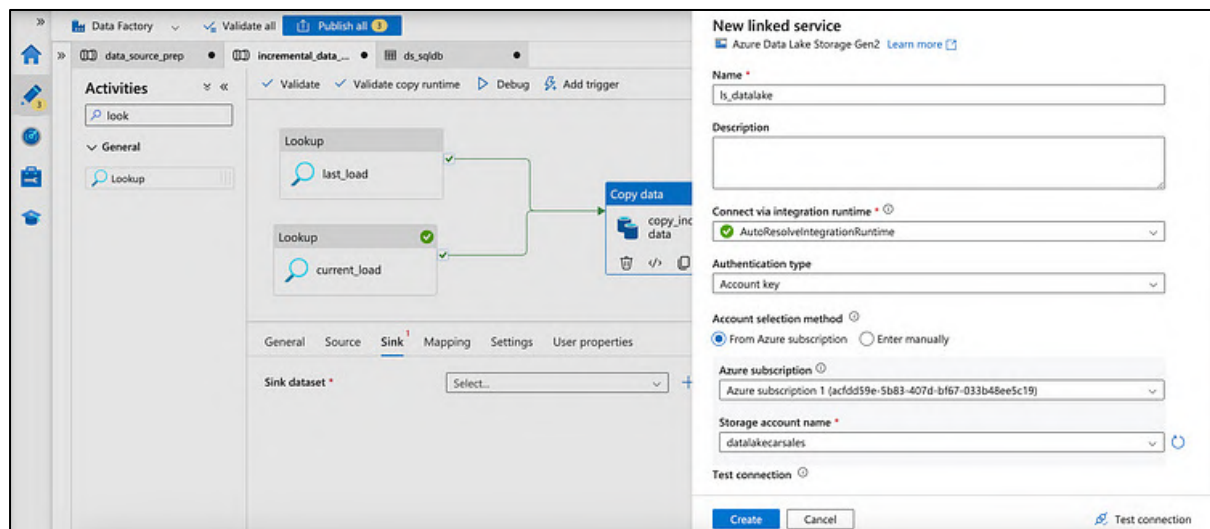 »
Data Factory
Validate all
Publish all 3
»
data_source_prep
incremental_data_...
ds_sqldb
3
Activities
look
General
Lookup
Validate
Validate copy runtime
Debug
Add trigger
Lookup
last_load
Lookup
current_load
Copy data
copy_inc
data
General
Source
Sink 1
Mapping
Settings
User properties
Sink dataset *
Select...
New linked service
Azure Data Lake Storage Gen2 Learn more
Name *
ls_datalake
Description
Connect via integration runtime *
AutoResolveIntegrationRuntime
Authentication type
Account key
Account selection method
From Azure subscription
Enter manually
Azure subscription
Azure subscription 1 (acfdd59e-5b83-407d-bf67-033b48ee5c19)
Storage account name *
datalakecarsales
Test connection
Create
Cancel
Test connection